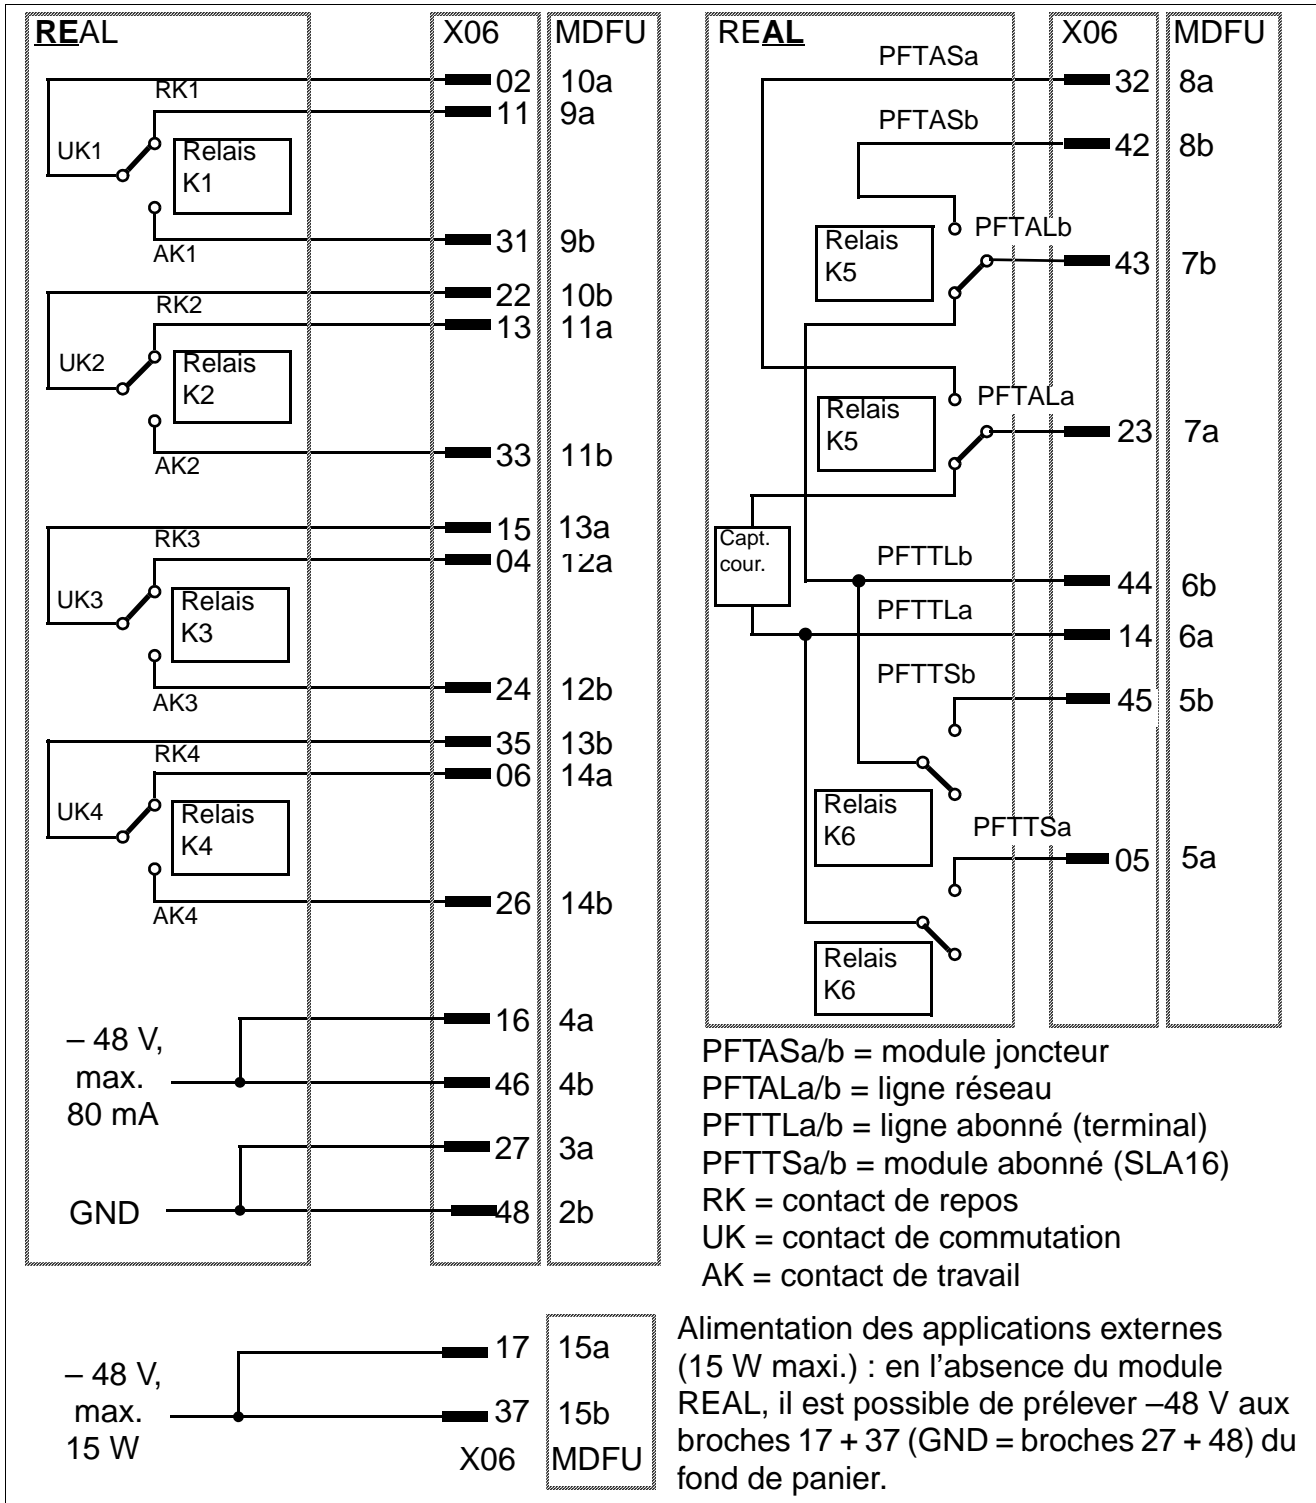 REAL X06 MDFU
RK1 02 10a
11 9a
UK1 Relais
K1
31 9b
AK1
22 10b
RK2 13 11a
UK2 Relais
K2
33 11b
AK2
15 13a
RK3 04 12a
UK3 Relais
K3
24 12b
AK3
35 13b
RK4 06 14a
UK4 Relais
K4
26 14b
AK4
16 4a
– 48 V,
max.
80 mA
46 4b
27 3a
GND 48 2b
REAL X06 MDFU
PFTASa 32 8a
PFTASb 42 8b
PFTALb
Relais
K5
43 7b
PFTALa
Relais
K5
23 7a
Capt.
cour.
PFTTLb 44 6b
PFTTLa 14 6a
PFTTSb 45 5b
Relais
K6
PFTTSa 05 5a
Relais
K6
PFTASa/b = module joncteur
PFTALa/b = ligne réseau
PFTTLa/b = ligne abonné (terminal)
PFTTSa/b = module abonné (SLA16)
RK = contact de repos
UK = contact de commutation
AK = contact de travail
17 15a
– 48 V,
max.
15 W
37 15b
X06 MDFU
Alimentation des applications externes
(15 W maxi.) : en l’absence du module
REAL, il est possible de prélever –48 V aux
broches 17 + 37 (GND = broches 27 + 48) du
fond de panier.